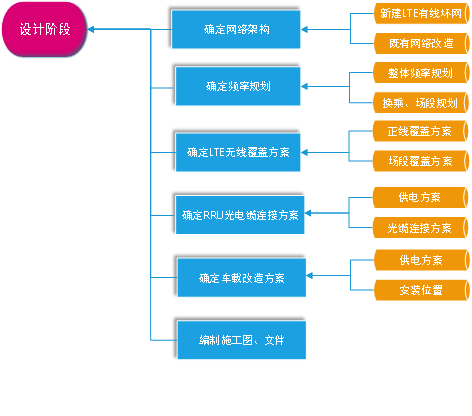 设计阶段
确定网络架构
新建LTE有线环网
既有网络改造
确定频率规划
整体频率规划
换乘、场段规划
确定LTE无线覆盖方案
正线覆盖方案
场段覆盖方案
确定RRU光电缆连接方案
供电方案
光缆连接方案
确定车载改造方案
供电方案
安装位置
编制施工图、文件